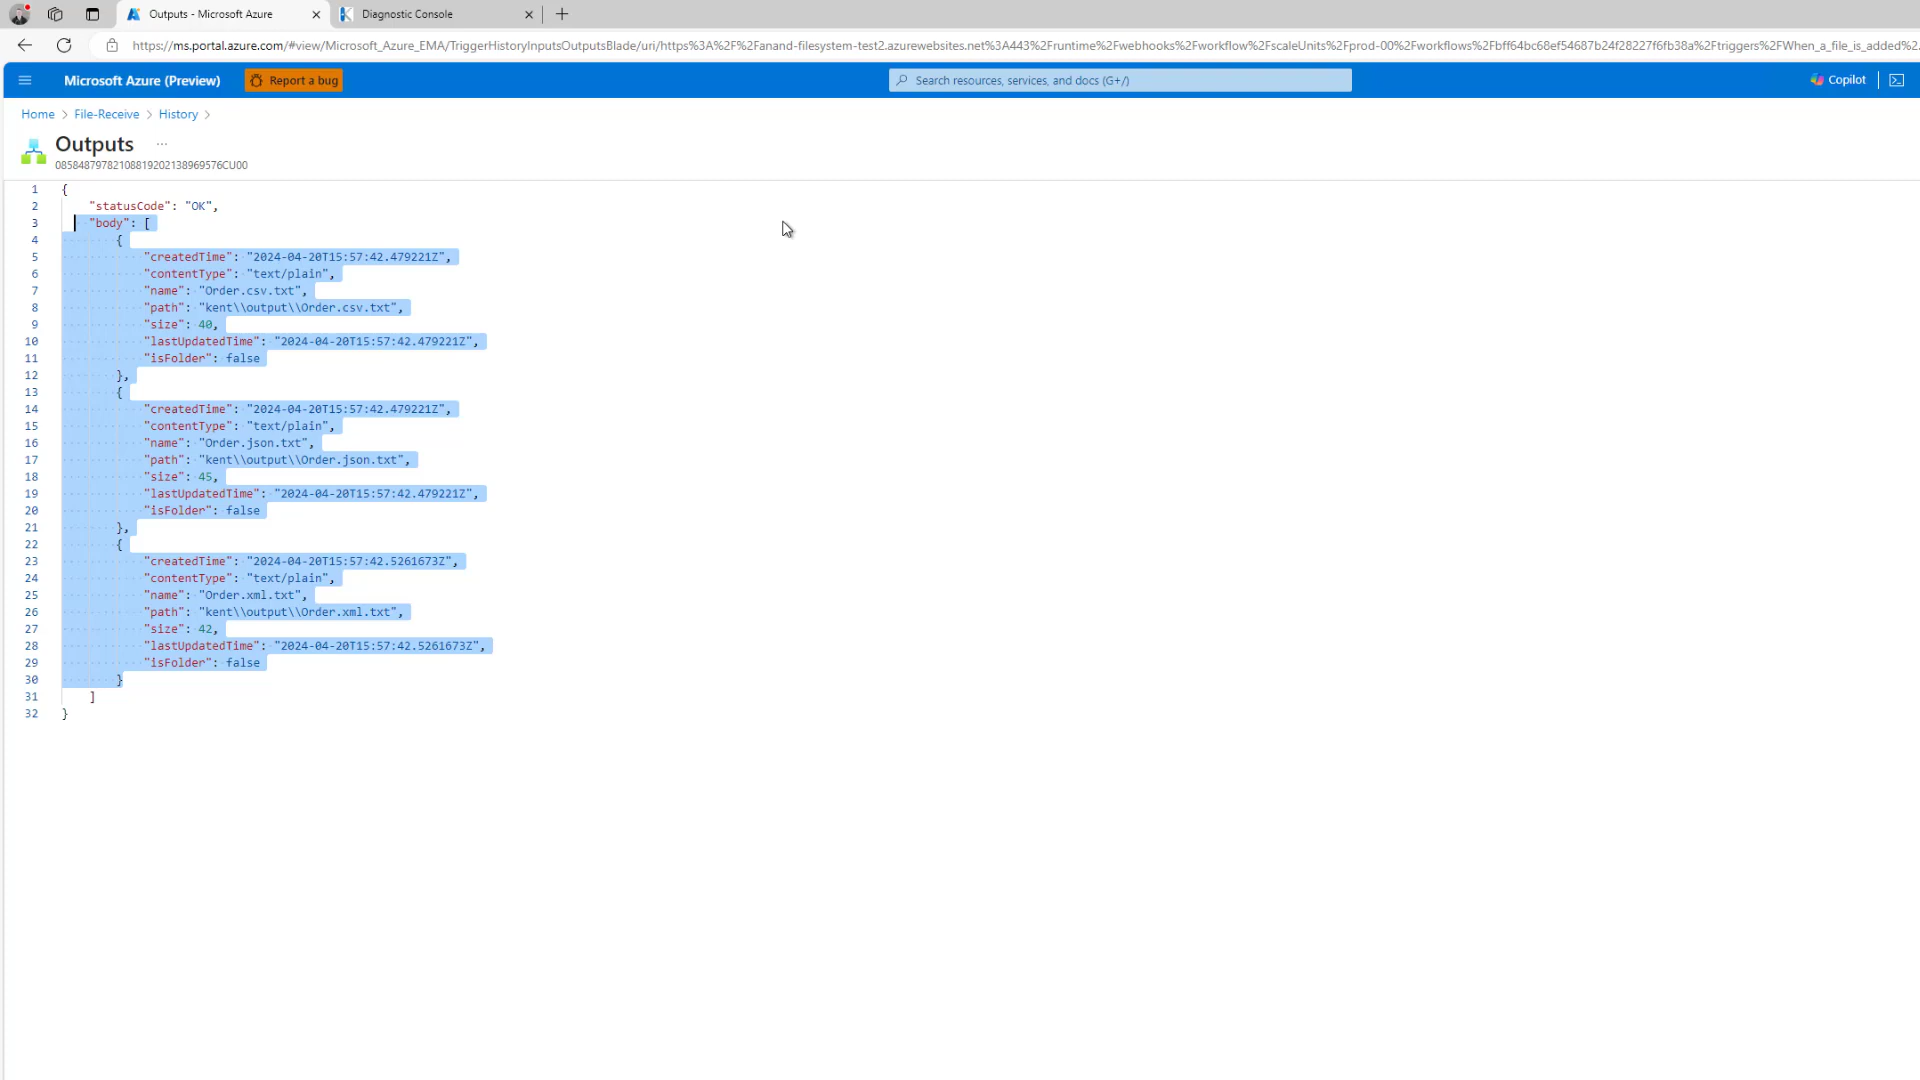 Outputs - Microsoft Azure
Diagnostic Console
https://ms.portal.azure.com/#view/Microsoft_Azure_EMA/TriggerHistoryInputsOutputsBlade/uri/https%3A%2F%2Fanand-filesystem-test2.azurewebsites.net%3A443%2Fruntime%2Fwebhooks%2Fworkflow%2FscaleUnits%2Fprod-00%2Fworkflows%2Fbff64bc68ef54687b24f28227f6fb38a%2Ftriggers%2FWhen_a_file_is_added%2...
Microsoft Azure (Preview)
Report a bug
Search resources, services, and docs (G+/)
Copilot
Home > File-Receive > History >
Outputs ...
08584879782108819202138969576CU00
1 {
2 "statusCode": "OK",
3 "body": [
4 {
5 "createdTime": "2024-04-20T15:57:42.479221Z",
6 "contentType": "text/plain",
7 "name": "Order.csv.txt",
8 "path": "kent\\output\\Order.csv.txt",
9 "size": 40,
10 "lastUpdatedTime": "2024-04-20T15:57:42.479221Z",
11 "isFolder": false
12 },
13 {
14 "createdTime": "2024-04-20T15:57:42.479221Z",
15 "contentType": "text/plain",
16 "name": "Order.json.txt",
17 "path": "kent\\output\\Order.json.txt",
18 "size": 45,
19 "lastUpdatedTime": "2024-04-20T15:57:42.479221Z",
20 "isFolder": false
21 },
22 {
23 "createdTime": "2024-04-20T15:57:42.5261673Z",
24 "contentType": "text/plain",
25 "name": "Order.xml.txt",
26 "path": "kent\\output\\Order.xml.txt",
27 "size": 42,
28 "lastUpdatedTime": "2024-04-20T15:57:42.5261673Z",
29 "isFolder": false
30 }
31 ]
32 }